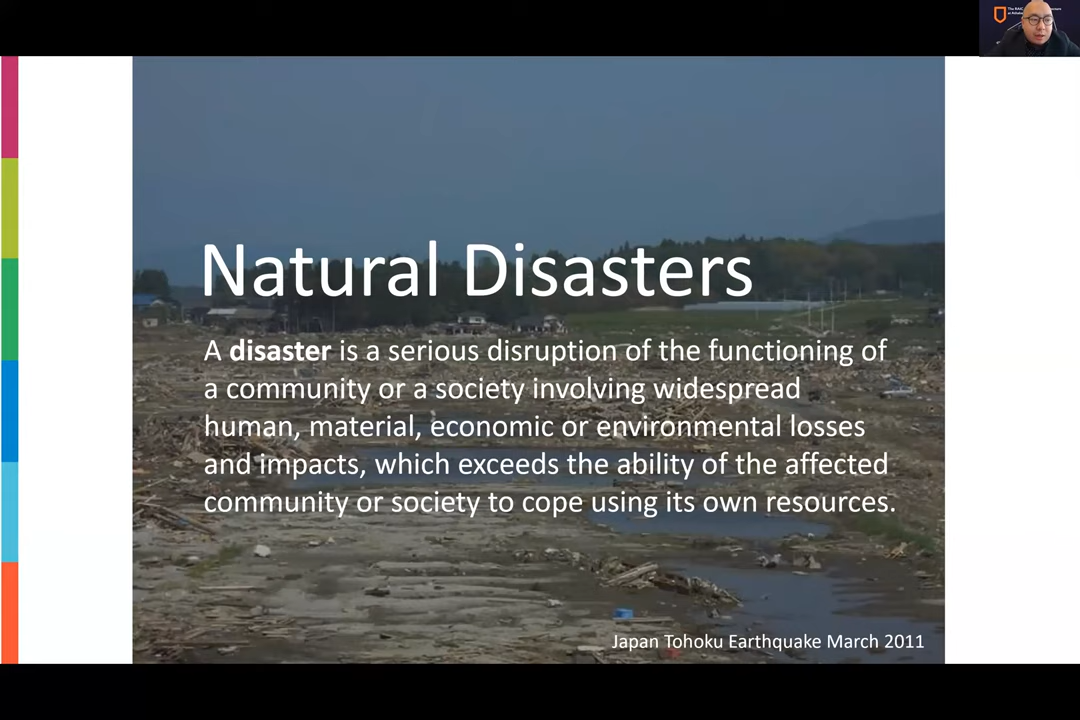 Natural Disasters
A disaster is a serious disruption of the functioning of
a community or a society involving widespread
human, material, economic or environmental losses
and impacts, which exceeds the ability of the affected
community or society to cope using its own resources.
Japan Tohoku Earthquake March 2011